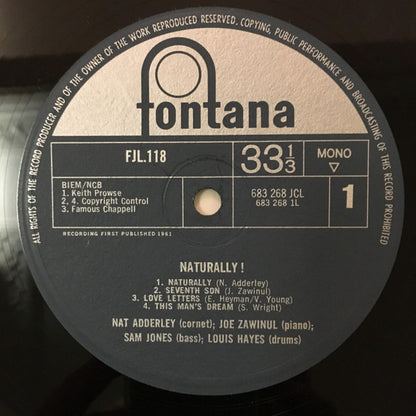 ALL RIGHTS OF THE RECORD PRODUCER AND OF THE OWNER OF THE WORK REPRODUCED RESERVED. COPYING, PUBLIC PERFORMANCE AND BROADCASTING OF THIS RECORD PROHIBITED
fontana
FJL.118
33 1/3
MONO
▽
BIEM/NCB
1. Keith Prowse
2. 4. Copyright Control
3. Famous Chappell
683 268 JCL
683 268 1L
1
RECORDING FIRST PUBLISHED 1961
NATURALLY !
1. NATURALLY (N. Adderley)
2. SEVENTH SON (J. Zawinul)
3. LOVE LETTERS (E. Heyman/V. Young)
4. THIS MAN'S DREAM (S. Wright)
NAT ADDERLEY (cornet); JOE ZAWINUL (piano);
SAM JONES (bass); LOUIS HAYES (drums)